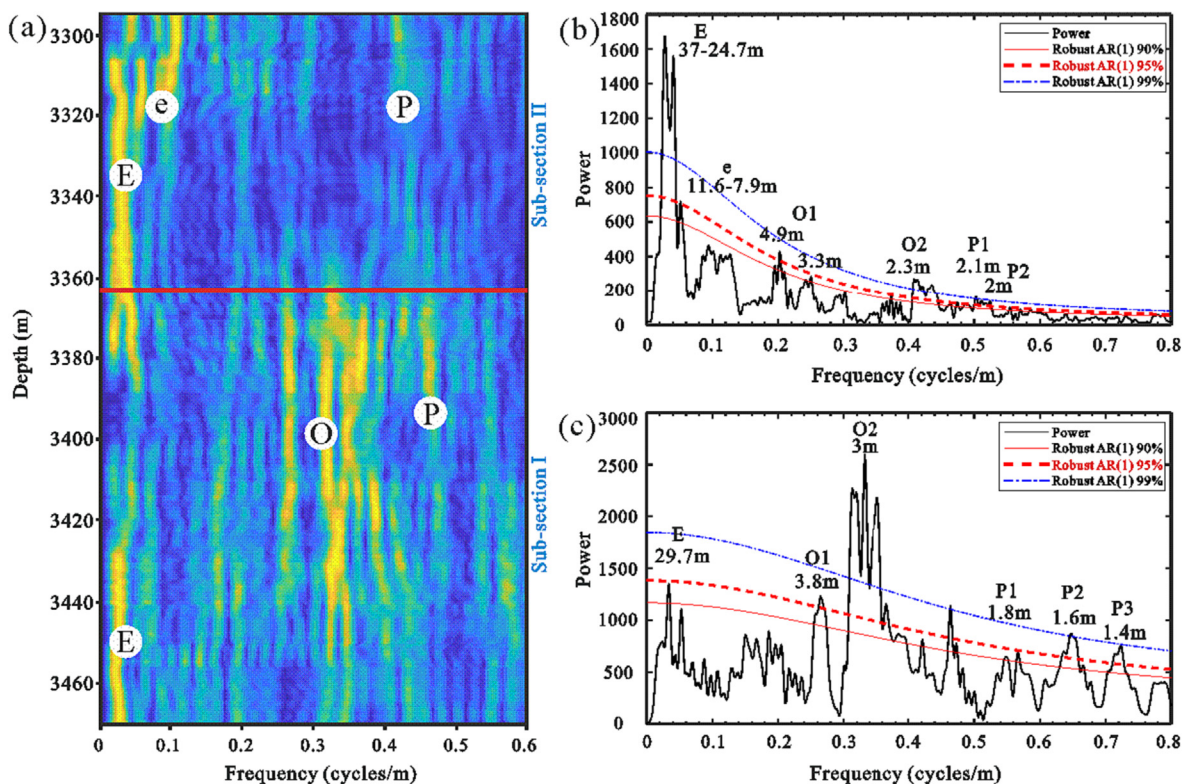 (a)
3300
3320
3340
3360
3380
3400
3420
3440
3460
Depth (m)
e
P
E
O
P
E
Sub-section II
Sub-section I
0 0.1 0.2 0.3 0.4 0.5 0.6
Frequency (cycles/m)
(b)
1800
1600
1400
1200
1000
800
600
400
200
0
Power
E
37-24.7m
e
11.6-7.9m
O1
4.9m
3.3m
O2
2.3m
P1
2.1m
P2
2m
Power
Robust AR(1) 90%
Robust AR(1) 95%
Robust AR(1) 99%
0 0.1 0.2 0.3 0.4 0.5 0.6 0.7 0.8
Frequency (cycles/m)
(c)
3000
2500
2000
1500
1000
500
0
Power
E
29.7m
O1
3.8m
O2
3m
P1
1.8m
P2
1.6m
P3
1.4m
Power
Robust AR(1) 90%
Robust AR(1) 95%
Robust AR(1) 99%
0 0.1 0.2 0.3 0.4 0.5 0.6 0.7 0.8
Frequency (cycles/m)